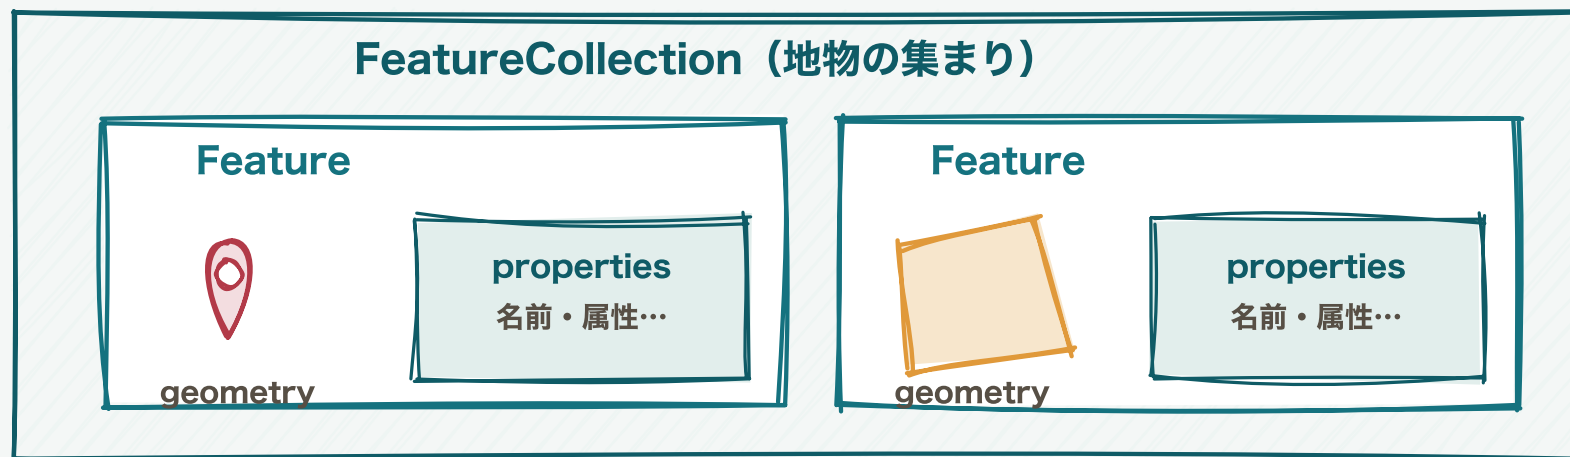 FeatureCollection（地物の集まり）
Feature
properties
名前・属性…
geometry
Feature
properties
名前・属性…
geometry